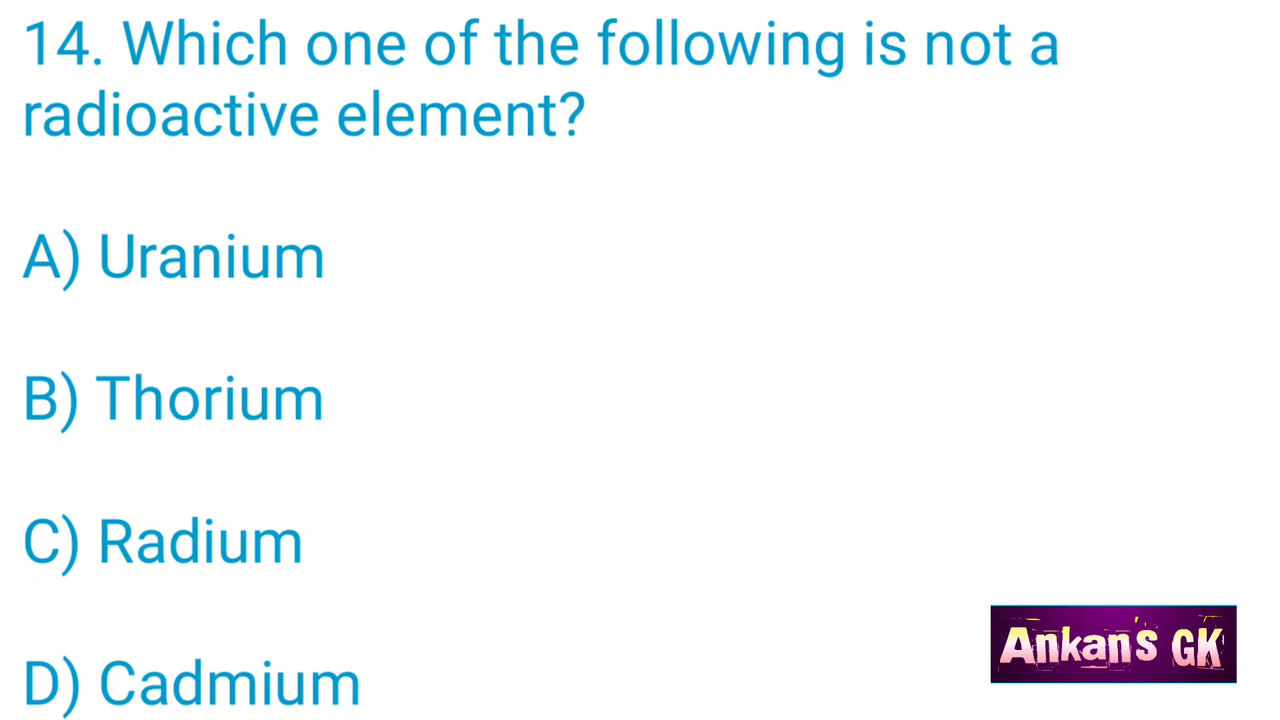 14. Which one of the following is not a
radioactive element?
A) Uranium
B) Thorium
C) Radium
D) Cadmium
Ankan's GK